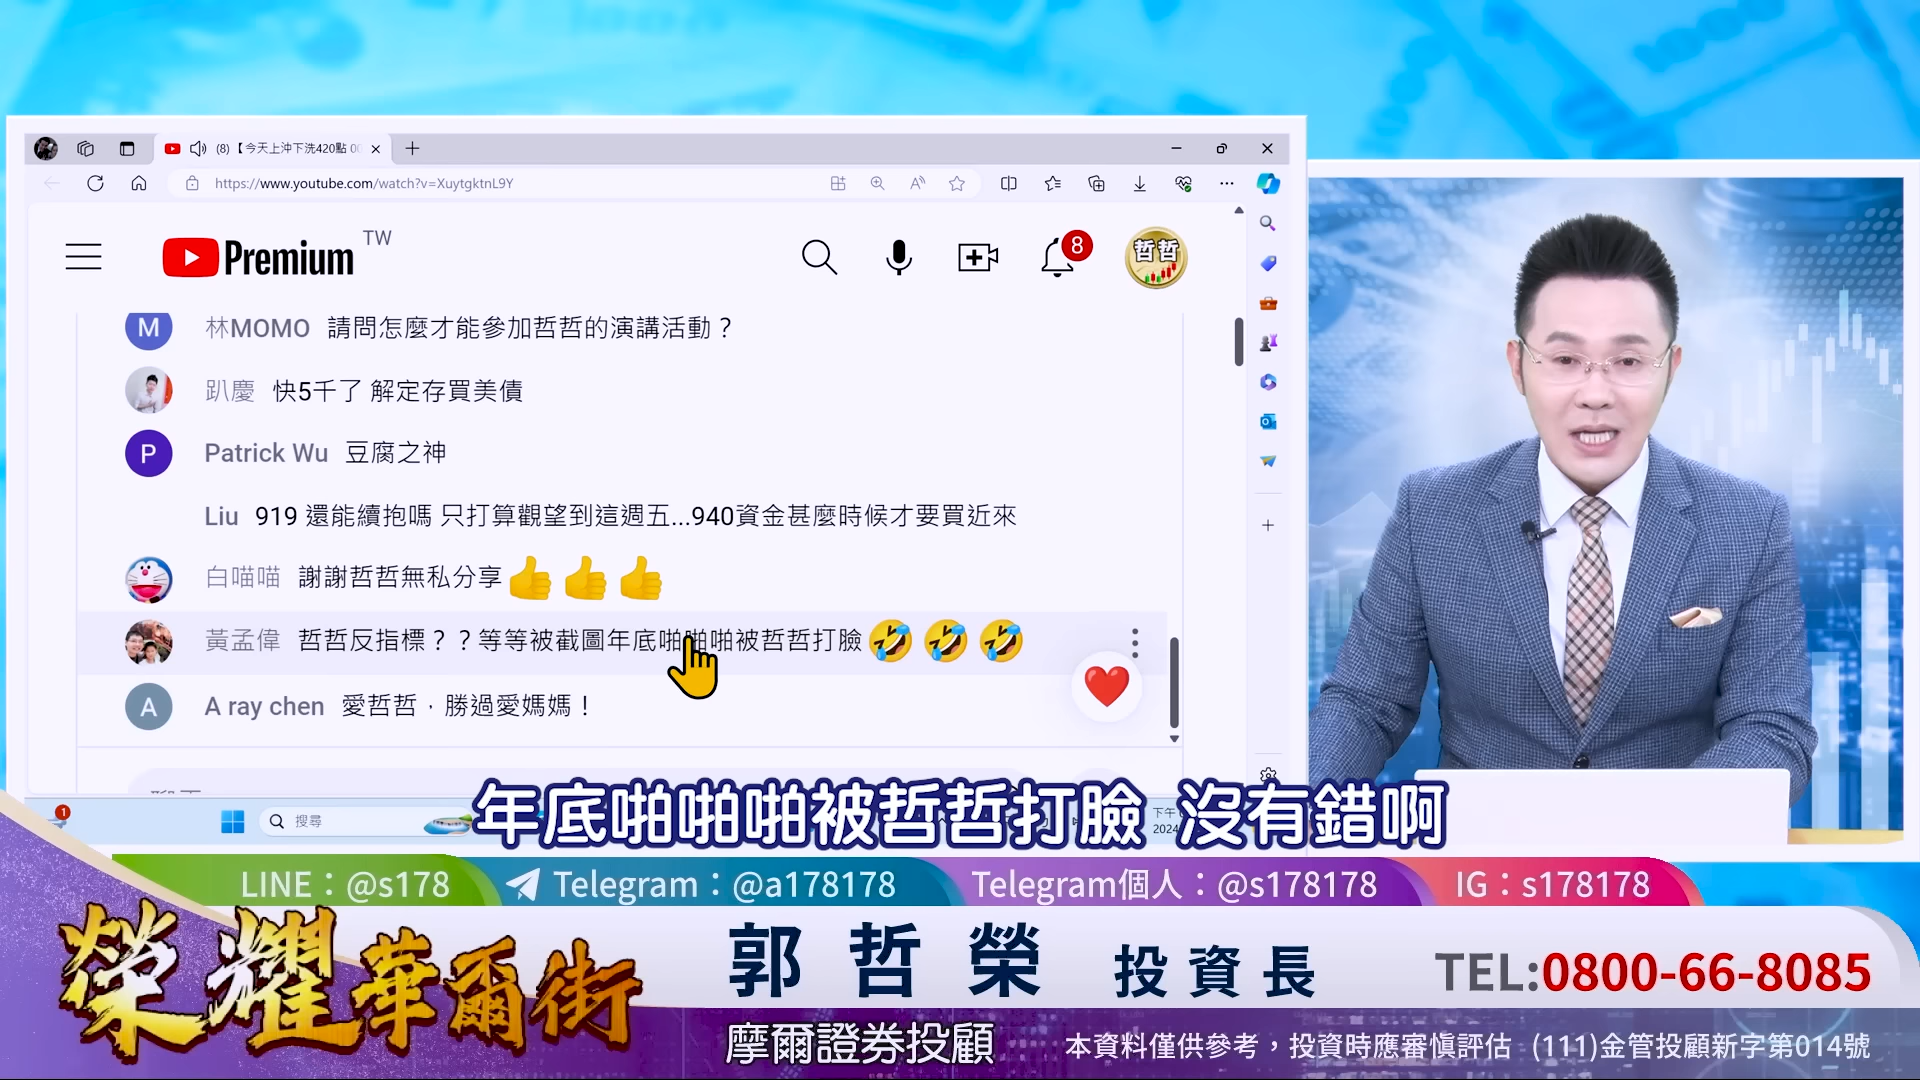 (8)【今天上沖下洗420點
https://www.youtube.com/watch?v=XuytgktnL9Y
Premium TW
8
哲哲
M 林MOMO 請問怎麼才能參加哲哲的演講活動？
趴慶 快5千了 解定存買美債
P Patrick Wu 豆腐之神
Liu 919 還能續抱嗎 只打算觀望到這週五...940資金甚麼時候才要買近來
白喵喵 謝謝哲哲無私分享👍👍👍
黃孟偉 哲哲反指標？？等等被截圖年底啪啪啪被哲哲打臉🤣🤣🤣
A A ray chen 愛哲哲，勝過愛媽媽！
1
搜尋
下午
2024
年底啪啪啪被哲哲打臉 沒有錯啊
LINE：@s178 Telegram：@a178178 Telegram個人：@s178178 IG：s178178
榮耀華爾街
郭哲榮 投資長 TEL:0800-66-8085
摩爾證券投顧 本資料僅供參考，投資時應審慎評估 (111)金管投顧新字第014號